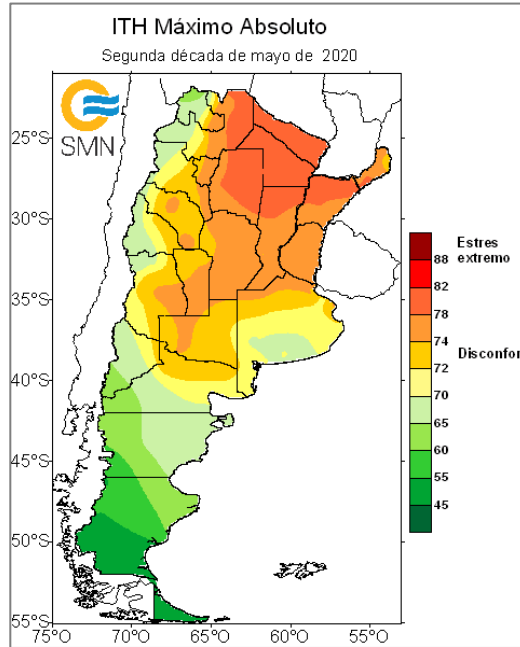 ITH Máximo Absoluto
Segunda década de mayo de 2020
SMN
25°S
30°S
35°S
40°S
45°S
50°S
55°S
75°O 70°O 65°O 60°O 55°O
Estres
extremo
88
82
78
74
Disconfor
72
70
65
60
55
45